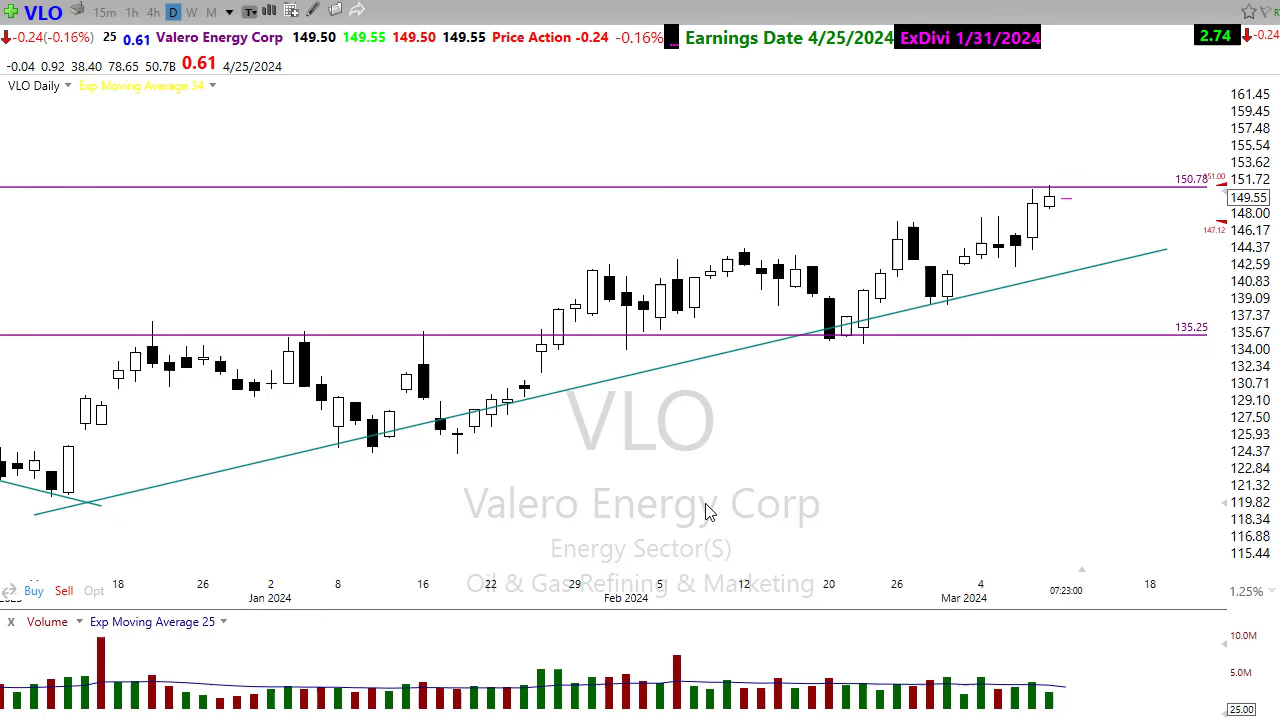 VLO 15m 1h 4h D W M T
-0.24(-0.16%) 25 0.61 Valero Energy Corp 149.50 149.55 149.50 149.55 Price Action -0.24 -0.16% Earnings Date 4/25/2024 ExDivi 1/31/2024 2.74 -0.24
-0.04 0.92 38.40 78.65 50.7B 0.61 4/25/2024
VLO Daily Exp Moving Average 34
161.45
159.45
157.48
155.54
153.62
151.72
150.78 151.00
149.55
148.00
147.12
146.17
144.37
142.59
140.83
139.09
137.37
135.67
135.25
134.00
132.34
130.71
129.10
127.50
125.93
124.37
122.84
121.32
119.82
118.34
116.88
115.44
VLO
Valero Energy Corp
Energy Sector(S)
Oil & Gas Refining & Marketing
18 26 2 8 16 22 29 5 12 20 26 4 18
Jan 2024 Feb 2024 Mar 2024 07:23:00
Buy Sell Opt 1.25%
X Volume Exp Moving Average 25
10.0M
5.0M
25.00